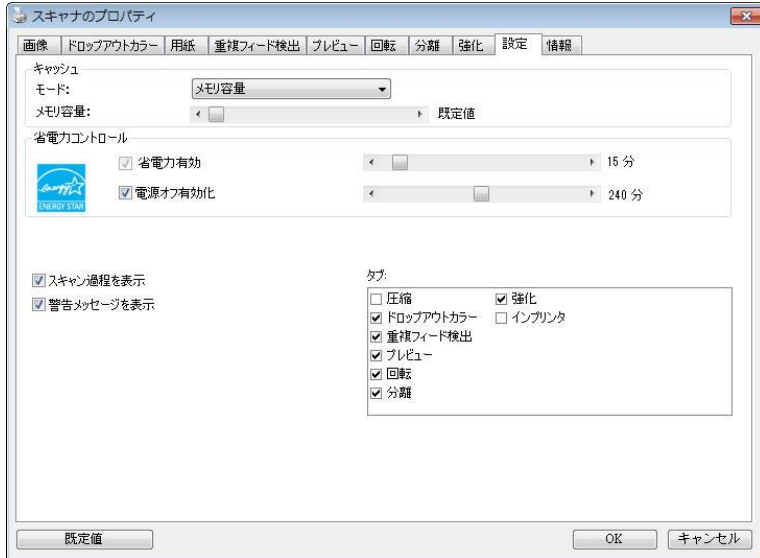 スキャナのプロパティ
画像 ドロップアウトカラー 用紙 重複フィード検出 プレビュー 回転 分離 強化 設定 情報
キャッシュ
モード: メモリ容量
メモリ容量: 既定値
省電力コントロール
省電力有効 15 分
energy
ENERGY STAR
電源オフ有効化 240 分
スキャン過程を表示
警告メッセージを表示
タブ:
圧縮 強化
ドロップアウトカラー インプリンタ
重複フィード検出
プレビュー
回転
分離
既定値 OK キャンセル